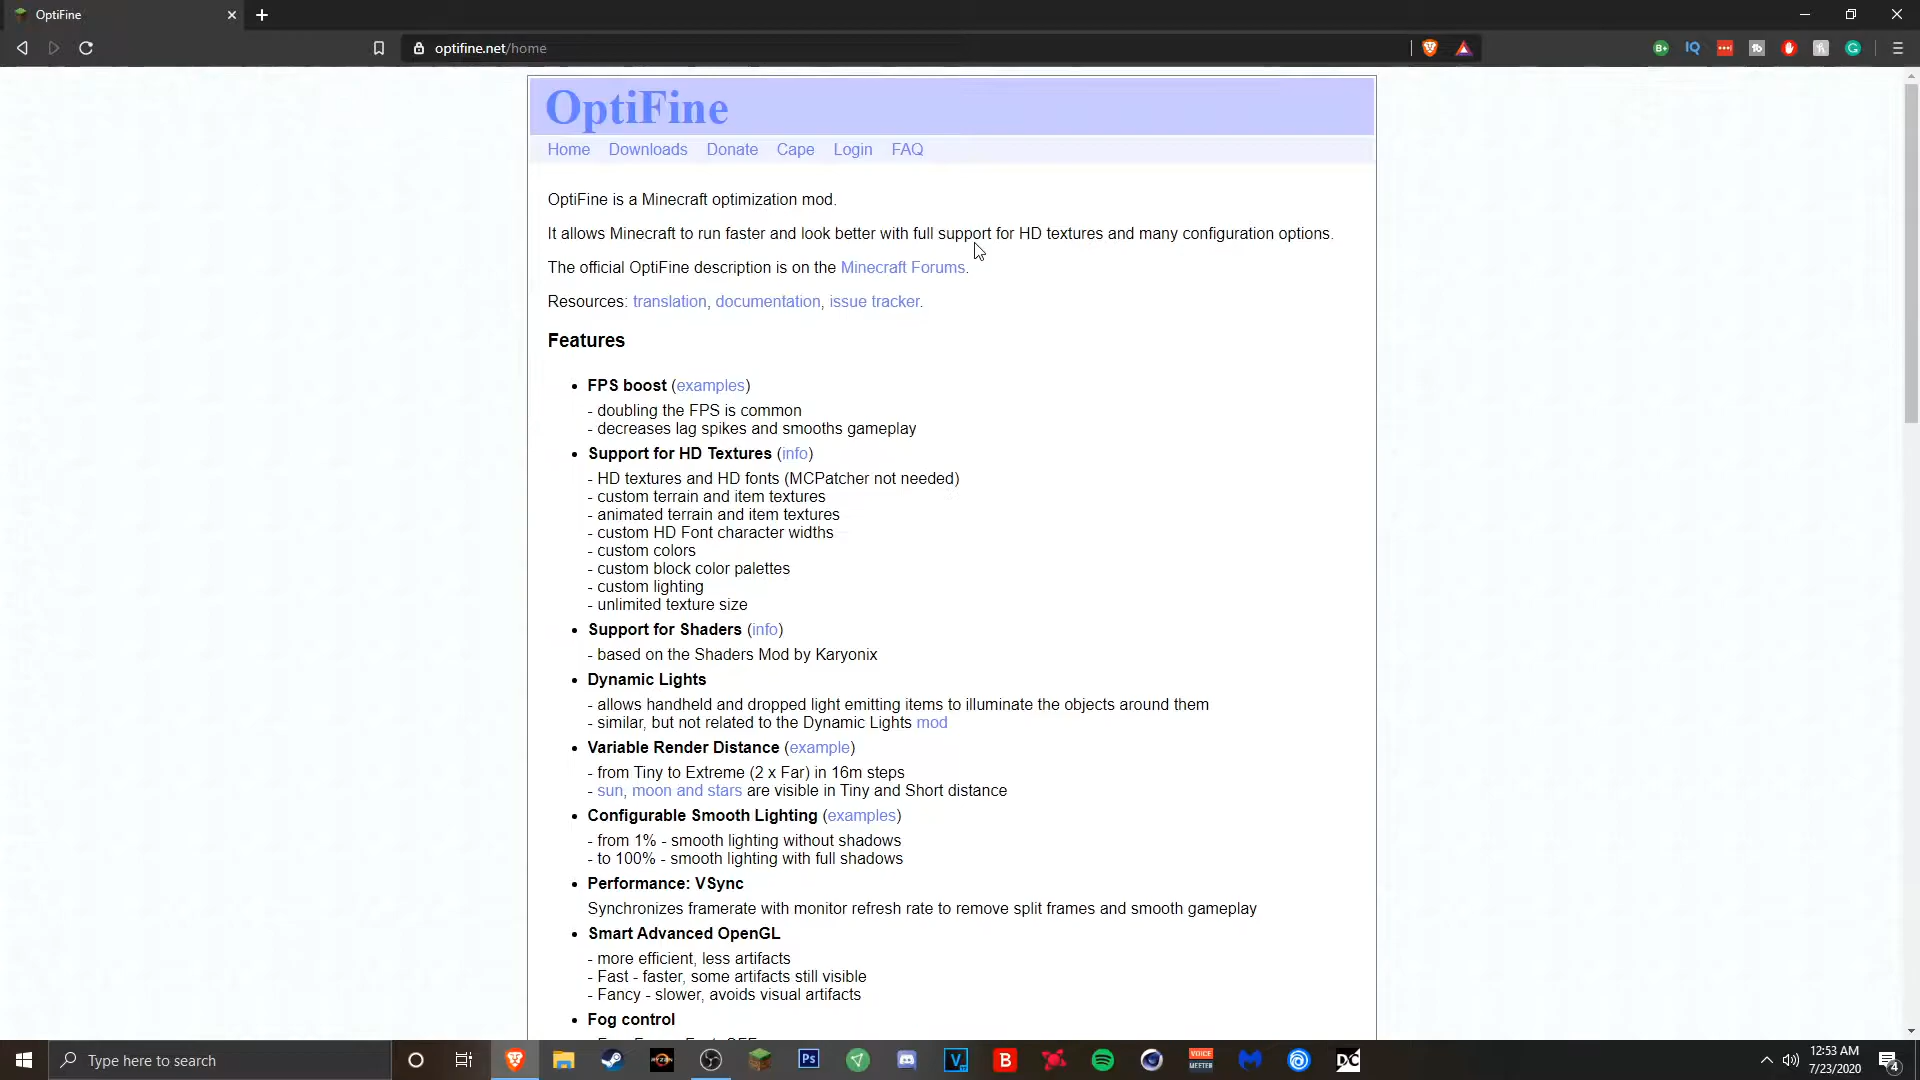 OptiFine
optifine.net/home
OptiFine
Home Downloads Donate Cape Login FAQ
OptiFine is a Minecraft optimization mod.
It allows Minecraft to run faster and look better with full support for HD textures and many configuration options.
The official OptiFine description is on the Minecraft Forums.
Resources: translation, documentation, issue tracker.
Features
• FPS boost (examples)
- doubling the FPS is common
- decreases lag spikes and smooths gameplay
• Support for HD Textures (info)
- HD textures and HD fonts (MCPatcher not needed)
- custom terrain and item textures
- animated terrain and item textures
- custom HD Font character widths
- custom colors
- custom block color palettes
- custom lighting
- unlimited texture size
• Support for Shaders (info)
- based on the Shaders Mod by Karyonix
• Dynamic Lights
- allows handheld and dropped light emitting items to illuminate the objects around them
- similar, but not related to the Dynamic Lights mod
• Variable Render Distance (example)
- from Tiny to Extreme (2 x Far) in 16m steps
- sun, moon and stars are visible in Tiny and Short distance
• Configurable Smooth Lighting (examples)
- from 1% - smooth lighting without shadows
- to 100% - smooth lighting with full shadows
• Performance: VSync
Synchronizes framerate with monitor refresh rate to remove split frames and smooth gameplay
• Smart Advanced OpenGL
- more efficient, less artifacts
- Fast - faster, some artifacts still visible
- Fancy - slower, avoids visual artifacts
• Fog control
Type here to search
RYZEN
Ps
V
B
VOICE
MEETER
DC
12:53 AM
7/23/2020
4